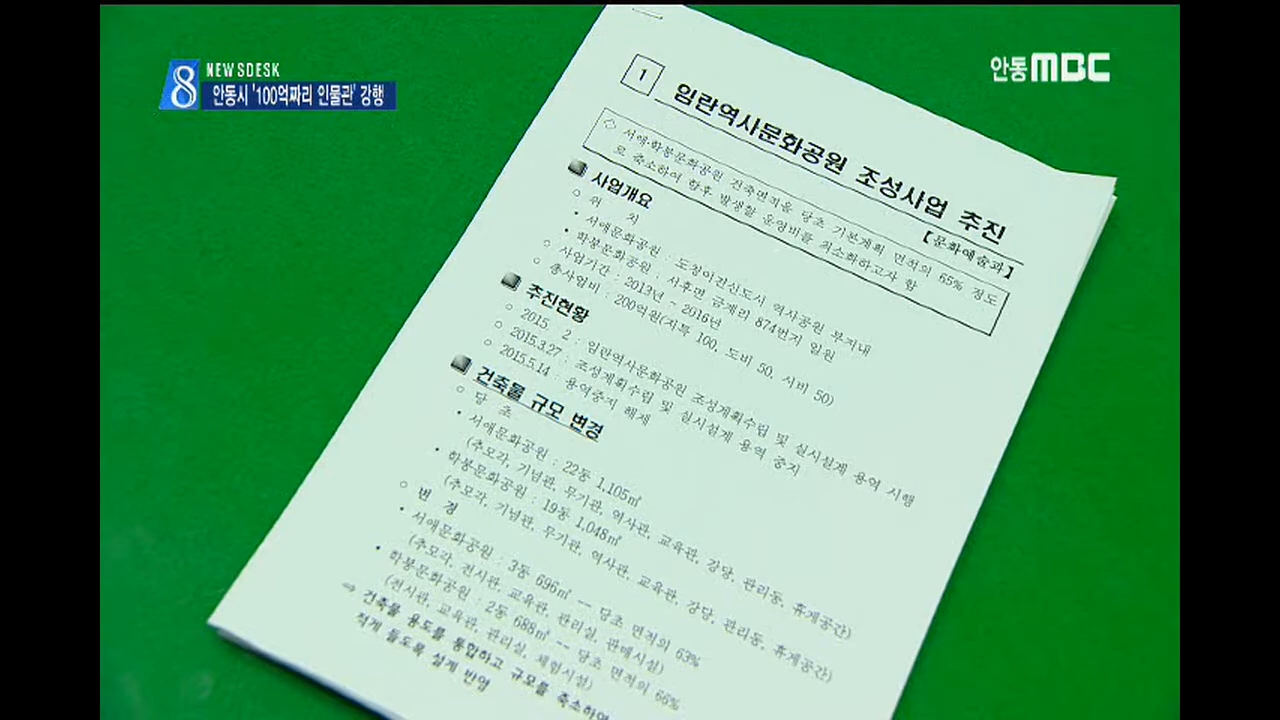 8 NEWSDESK
안동시 '100억짜리 인물관' 강행
안동MBC
1 임란역사문화공원 조성사업 추진
【문화예술과】
◇ 서애·학봉문화공원 건축면적을 당초 기본계획 면적의 65% 정도
로 축소하여 향후 발생할 운영비를 최소화하고자 함
사업개요
○ 위 치
• 서애문화공원 : 도청이전신도시 역사공원 부지내
• 학봉문화공원 : 서후면 금계리 874번지 일원
○ 사업기간 : 2013년 ~ 2016년
○ 총사업비 : 200억원(지특 100, 도비 50, 시비 50)
추진현황
○ 2015 2 : 임란역사문화공원 조성계획수립 및 실시설계 용역 시행
○ 2015.3.27 : 조성계획수립 및 실시설계 용역 중지
○ 2015.5.14 용역중지 해제
건축물 규모 변경
○ 당 초
• 서애문화공원 : 22동 1,105㎡
(추모각, 기념관, 무기관, 역사관, 교육관, 강당, 관리동, 휴게공간)
• 학봉문화공원 : 19동 1,048㎡
(추모각, 기념관, 무기관, 역사관, 교육관, 강당, 관리동, 휴게공간)
○ 변 경
• 서애문화공원 : 3동 696㎡ -- 당초 면적의 63%
(추모각, 전시관, 교육관, 관리실, 판매시설)
• 학봉문화공원 : 2동 688㎡ -- 당초 면적의 66%
(전시관, 교육관, 관리실, 체험시설)
⇒ 건축물 용도를 통합하고 규모를 축소하여
적게 들도록 설계 반영